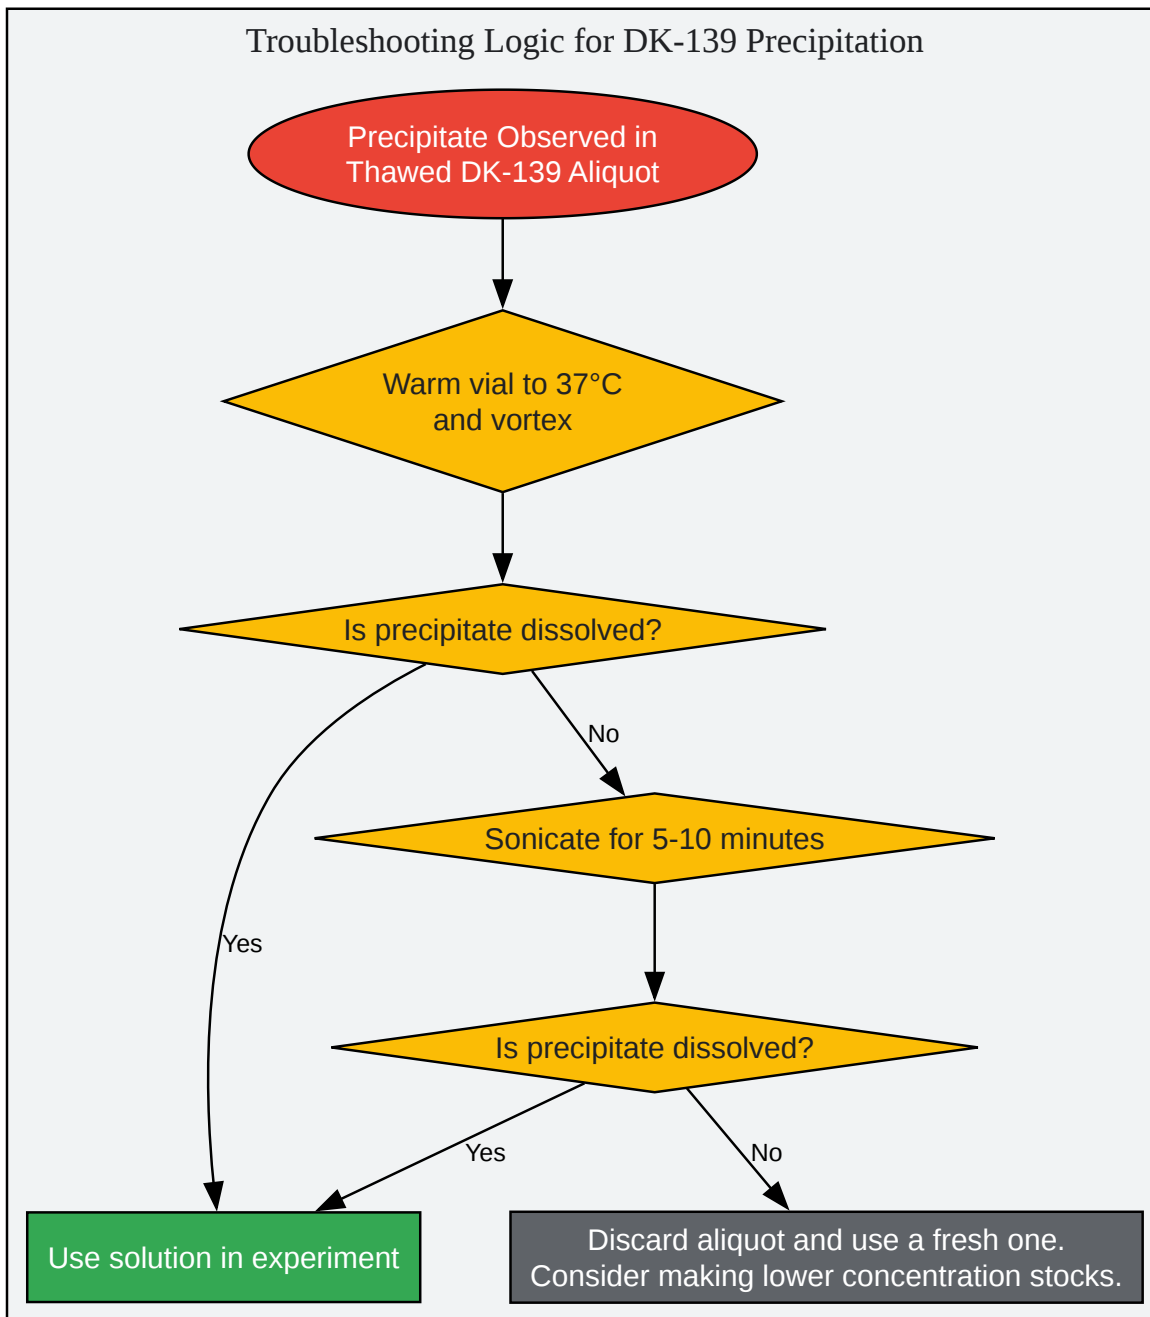 Troubleshooting Logic for DK-139 Precipitation
Precipitate Observed in
Thawed DK-139 Aliquot
Warm vial to 37°C
and vortex
Is precipitate dissolved?
No
Sonicate for 5-10 minutes
Yes
Is precipitate dissolved?
Yes
No
Use solution in experiment
Discard aliquot and use a fresh one.
Consider making lower concentration stocks.